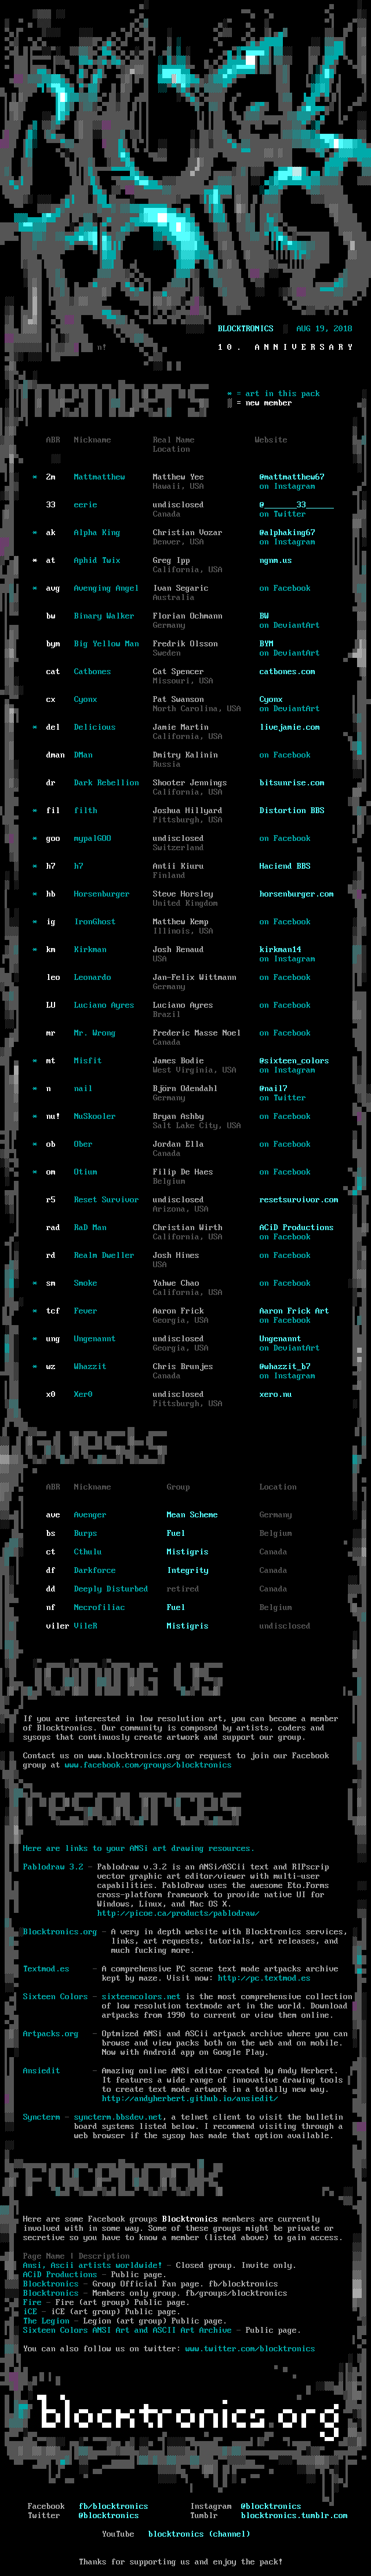 BLOCKTRONICS ▒ AUG 19, 2018
n!
10. ANNIVERSARY
* = art in this pack
▒ = new member
ABR Nickname Real Name Website
Location
* 2m Mattmatthew Matthew Yee @mattmatthew67
Hawaii, USA on Instagram
33 eerie undisclosed @_______33______
Canada on Twitter
* ak Alpha King Christian Vozar @alphaking67
Denver, USA on Instagram
* at Aphid Twix Greg Ipp ngnm.us
California, USA
* avg Avenging Angel Ivan Segaric on Facebook
Australia
bw Binary Walker Florian Ochmann BW
Germany on DeviantArt
bym Big Yellow Man Fredrik Olsson BYM
Sweden on DeviantArt
cat Catbones Cat Spencer catbones.com
Missouri, USA
cx Cyonx Pat Swanson Cyonx
North Carolina, USA on DeviantArt
* del Delicious Jamie Martin livejamie.com
California, USA
dman DMan Dmitry Kalinin on Facebook
Russia
dr Dark Rebellion Shooter Jennings bitsunrise.com
California, USA
* fil filth Joshua Hillyard Distortion BBS
Pittsburgh, USA
* goo mypalGOO undisclosed on Facebook
Switzerland
* h7 h7 Antii Kiuru Haciend BBS
Finland
* hb Horsenburger Steve Horsley horsenburger.com
United Kingdom
* ig IronGhost Matthew Kemp on Facebook
Illinois, USA
* km Kirkman Josh Renaud kirkman14
USA on Instagram
leo Leonardo Jan-Felix Wittmann on Facebook
Germany
LU Luciano Ayres Luciano Ayres on Facebook
Brazil
mr Mr. Wrong Frederic Masse Noel on Facebook
Canada
* mt Misfit James Bodie @sixteen_colors
West Virginia, USA on Instagram
* n nail Björn Odendahl @nail7
Germany on Twitter
* nu! NuSkooler Bryan Ashby on Facebook
Salt Lake City, USA
* ob Ober Jordan Ella on Facebook
Canada
* om Otium Filip De Haes on Facebook
Belgium
r5 Reset Survivor undisclosed resetsurvivor.com
Arizona, USA
rad RaD Man Christian Wirth ACiD Productions
California, USA on Facebook
rd Realm Dweller Josh Hines on Facebook
USA
* sm Smoke Yahwe Chao on Facebook
California, USA
* tcf Fever Aaron Frick Aaron Frick Art
Georgia, USA on Facebook
* ung Ungenannt undisclosed Ungenannt
Georgia, USA on DeviantArt
* wz Whazzit Chris Brunjes @whazzit_b7
Canada on Instagram
x0 Xer0 undisclosed xero.nu
Pittsburgh, USA
ABR Nickname Group Location
ave Avenger Mean Scheme Germany
bs Burps Fuel Belgium
ct Cthulu Mistigris Canada
df Darkforce Integrity Canada
dd Deeply Disturbed retired Canada
nf Necrofiliac Fuel Belgium
viler VileR Mistigris undisclosed
If you are interested in low resolution art, you can become a member
of Blocktronics. Our community is composed by artists, coders and
sysops that continuosly create artwork and support our group.
Contact us on www.blocktronics.org or request to join our Facebook
group at www.facebook.com/groups/blocktronics
Here are links to your ANSi art drawing resources.
Pablodraw 3.2 - Pablodraw v.3.2 is an ANSi/ASCii text and RIPscrip
vector graphic art editor/viewer with multi-user
capabilities. PabloDraw uses the awesome Eto.Forms
cross-platform framework to provide native UI for
Windows, Linux, and Mac OS X.
http://picoe.ca/products/pablodraw/
Blocktronics.org - A very in depth website with Blocktronics services,
links, art requests, tutorials, art releases, and
much fucking more.
Textmod.es - A comprehensive PC scene text mode artpacks archive
kept by maze. Visit now: http://pc.textmod.es
Sixteen Colors - sixteencolors.net is the most comprehensive collection
of low resolution textmode art in the world. Download
artpacks from 1990 to current or view them online.
Artpacks.org - Optmized ANSi and ASCii artpack archive where you can
browse and view packs both on the web and on mobile.
Now with Android app on Google Play.
Ansiedit - Amazing online ANSi editor created by Andy Herbert.
It features a wide range of innovative drawing tools
to create text mode artwork in a totally new way.
http://andyherbert.github.io/ansiedit/
Syncterm - syncterm.bbsdev.net, a telnet client to visit the bulletin
board systems listed below. I recommend visiting through a
web browser if the sysop has made that option available.
Here are some Facebook groups Blocktronics members are currently
involved with in some way. Some of these groups might be private or
secretive so you have to know a member (listed above) to gain access.
Page Name | Description
Ansi, Ascii artists worldwide! - Closed group. Invite only.
ACiD Productions - Public page.
Blocktronics - Group Official Fan page. fb/blocktronics
Blocktronics - Members only group. fb/groups/blocktronics
Fire - Fire (art group) Public page.
iCE - iCE (art group) Public page.
The Legion - Legion (art group) Public page.
Sixteen Colors ANSI Art and ASCII Art Archive - Public page.
You can also follow us on twitter: www.twitter.com/blocktronics
blocktronics.org
Facebook fb/blocktronics Instagram @blocktronics
Twitter @blocktronics Tumblr blocktronics.tumblr.com
YouTube blocktronics (channel)
Thanks for supporting us and enjoy the pack!